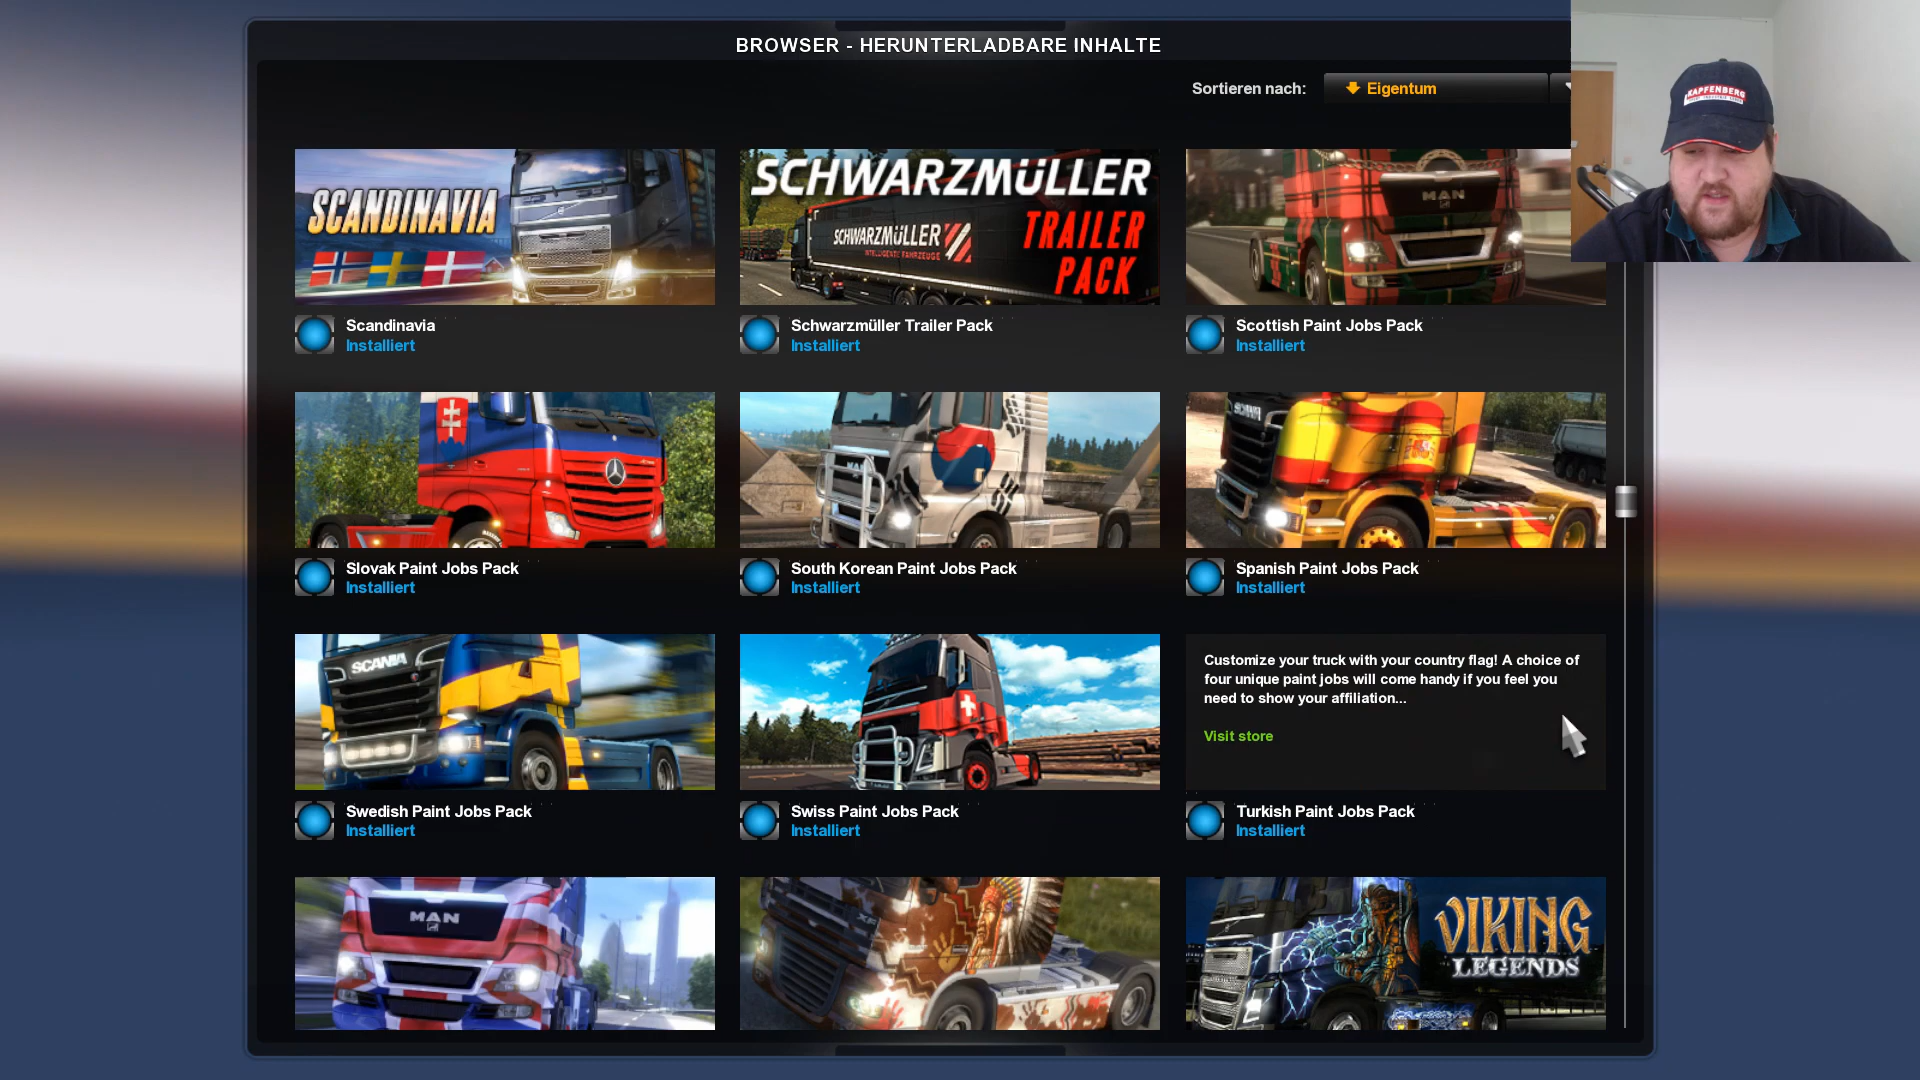 BROWSER - HERUNTERLADBARE INHALTE
Sortieren nach:
Eigentum
KAPFENBERG
SCANDINAVIA
SCHWARZMÜLLER
TRAILER
PACK
SCHWARZMÜLLER
INTELLIGENTE FAHRZEUGE
MAN
Scandinavia
Installiert
Schwarzmüller Trailer Pack
Installiert
Scottish Paint Jobs Pack
Installiert
SCANIA
Slovak Paint Jobs Pack
Installiert
South Korean Paint Jobs Pack
Installiert
Spanish Paint Jobs Pack
Installiert
SCANIA
Customize your truck with your country flag! A choice of
four unique paint jobs will come handy if you feel you
need to show your affiliation...
Visit store
Swedish Paint Jobs Pack
Installiert
Swiss Paint Jobs Pack
Installiert
Turkish Paint Jobs Pack
Installiert
MAN
XF
VIKING
LEGENDS